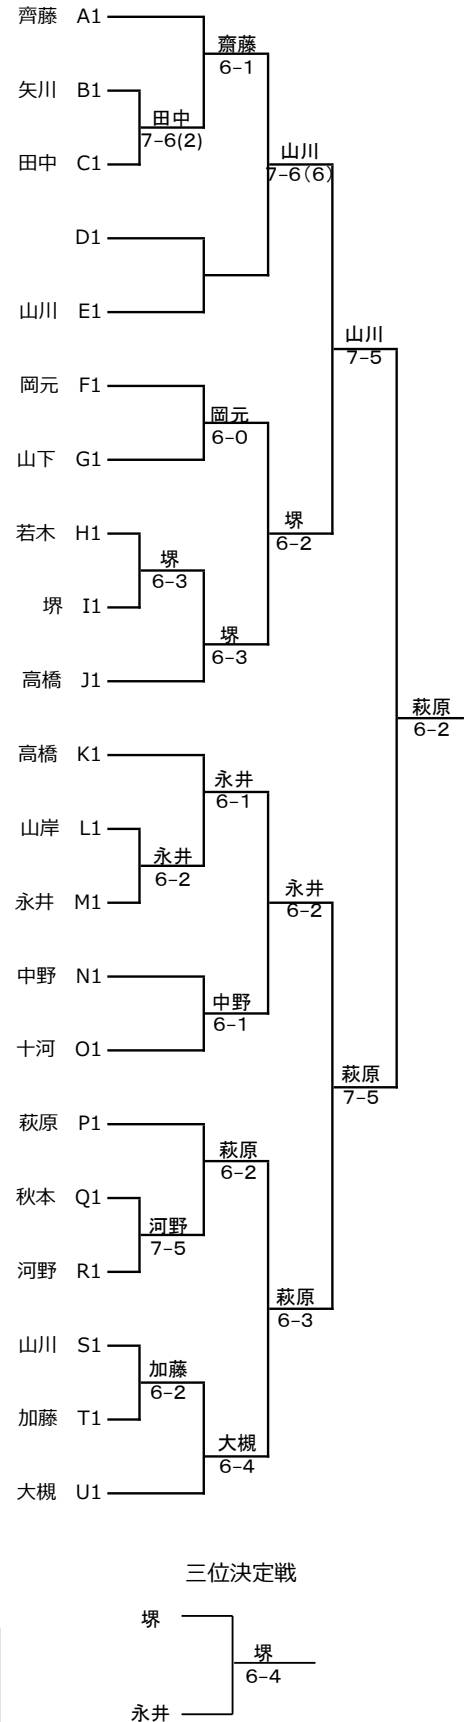 齊藤 A1
齋藤
6-1
矢川 B1
田中
7-6(2)
山川
7-6(6)
田中 C1
D1
山川 E1
山川
7-5
岡元 F1
岡元
6-0
山下 G1
堺
6-2
若木 H1
堺
6-3
堺 I1
堺
6-3
高橋 J1
萩原
6-2
高橋 K1
永井
6-1
山岸 L1
永井
6-2
永井
6-2
永井 M1
中野 N1
中野
6-1
十河 O1
萩原
7-5
萩原 P1
萩原
6-2
秋本 Q1
河野
7-5
河野 R1
萩原
6-3
山川 S1
加藤
6-2
加藤 T1
大槻
6-4
大槻 U1
三位決定戦
堺
堺
6-4
永井